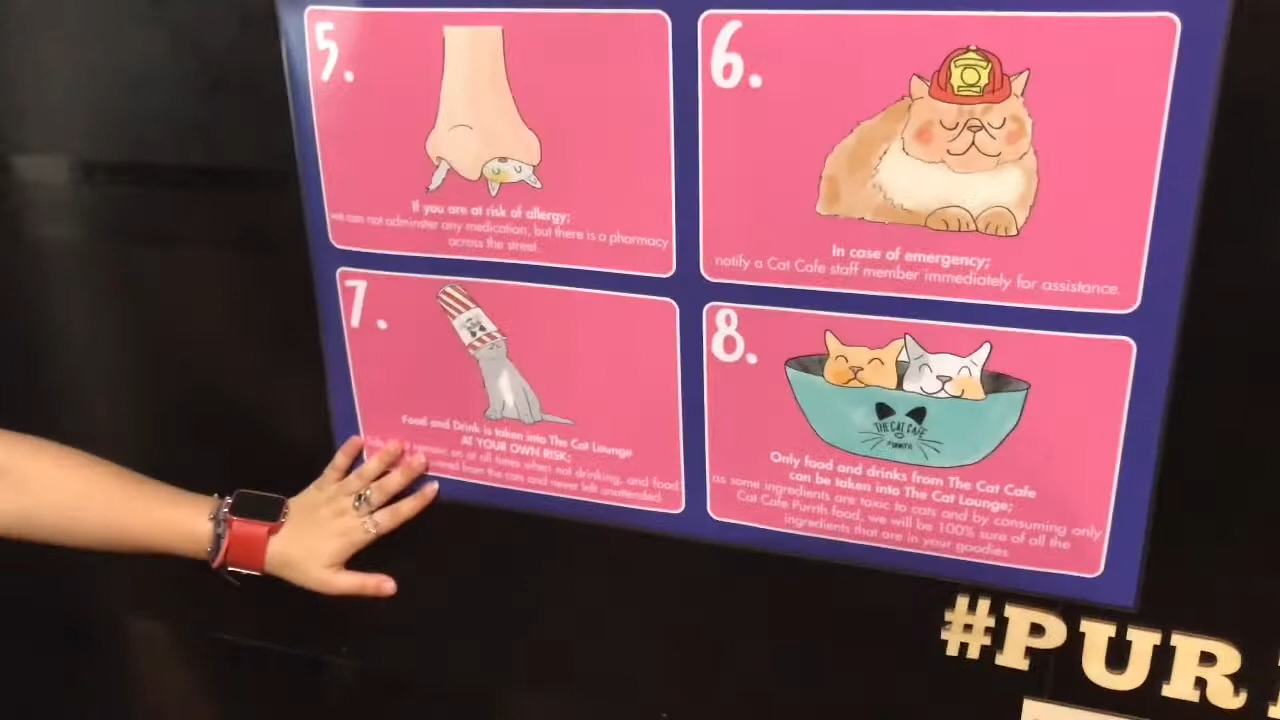 5.
If you are at risk of allergy;
we can not adminster any medication, but there is a pharmacy
across the street.
6.
In case of emergency;
notify a Cat Cafe staff member immediately for assistance.
7.
Food and Drink is taken into The Cat Lounge
AT YOUR OWN RISK;
on at all times when not drinking, and food
from the cats and never left unattended
8.
THE CAT CAFE
Only food and drinks from The Cat Cafe
can be taken into The Cat Lounge;
as some ingredients are toxic to cats and by consuming only
Cat Cafe Purrth food, we will be 100% sure of all the
ingredients that are in your goodies
#PUR